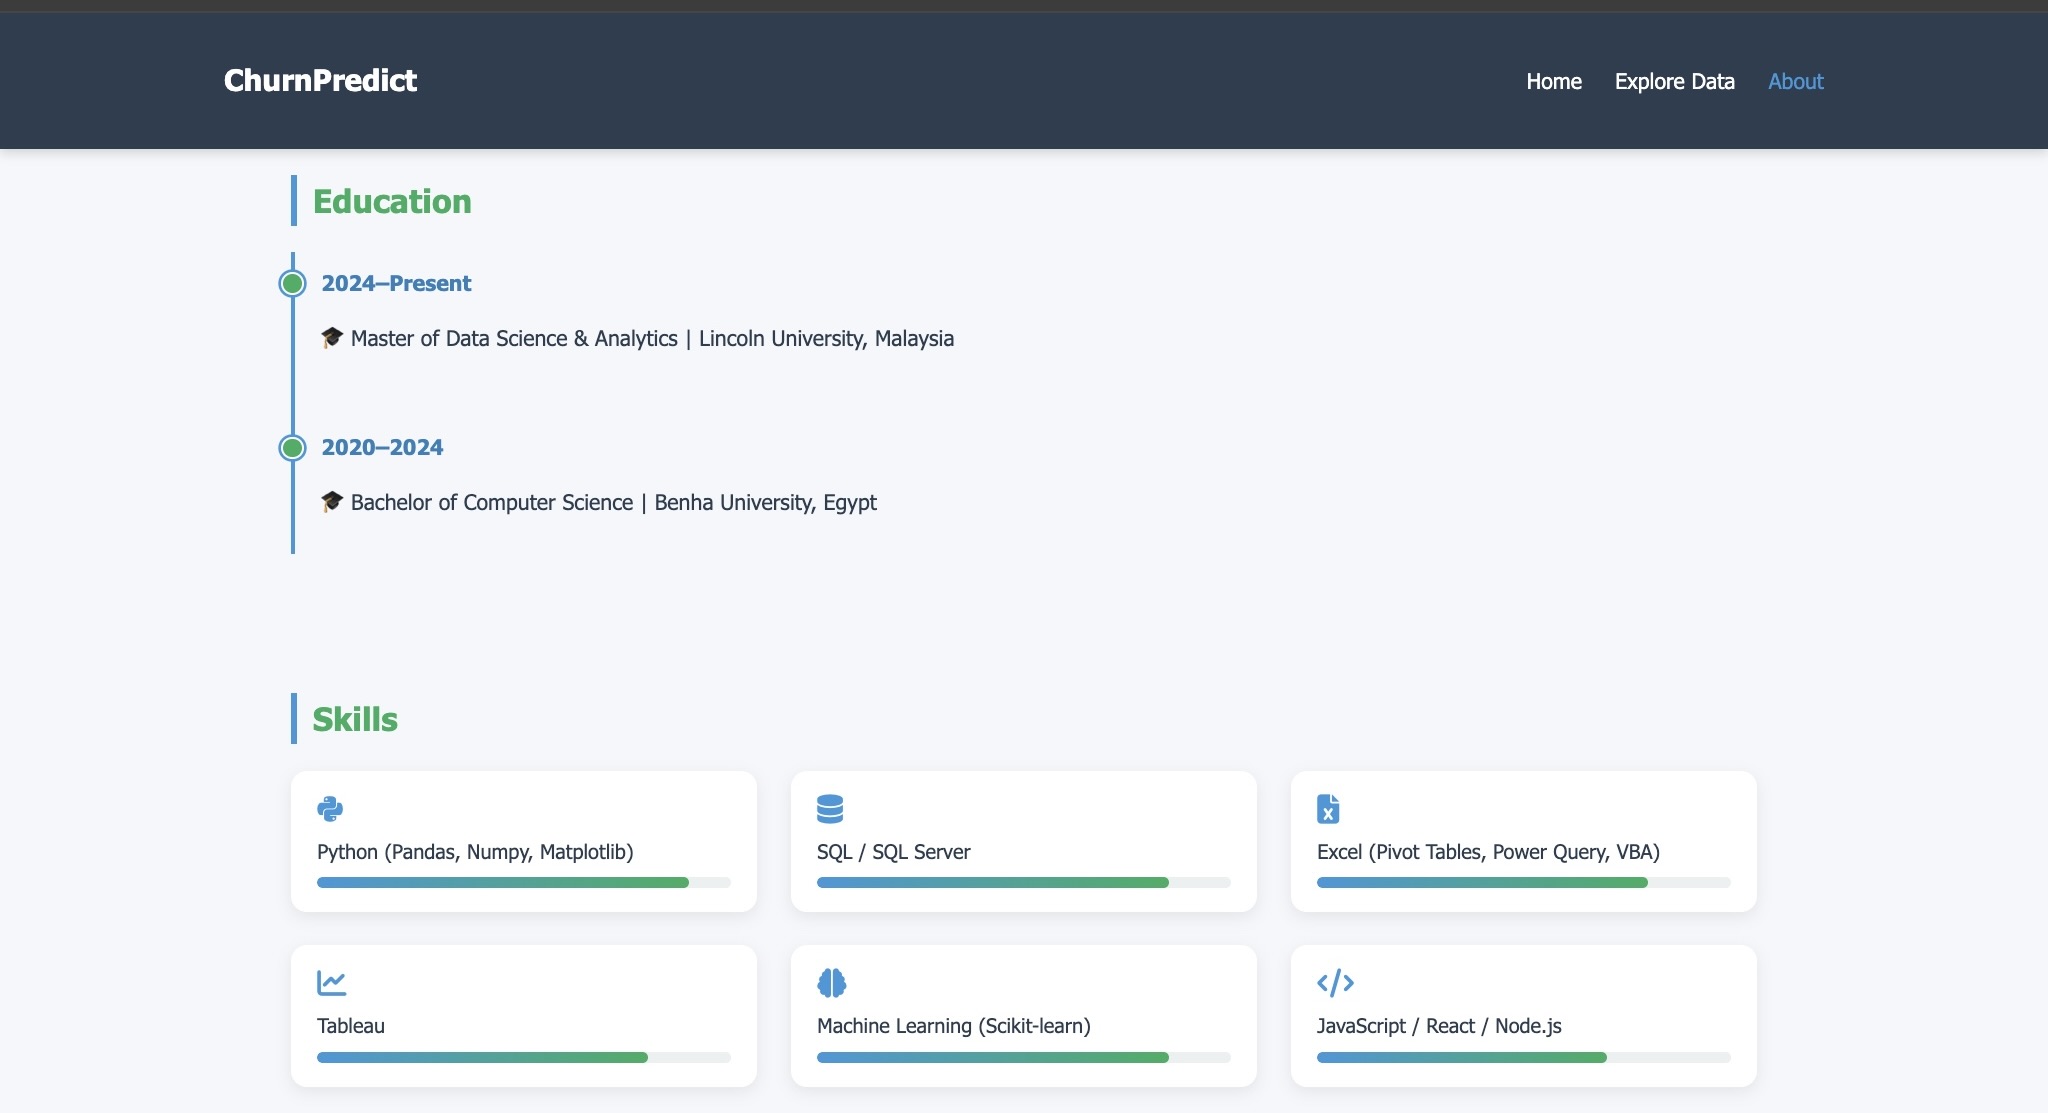 ChurnPredict
Home Explore Data About
Education
2024–Present
🎓 Master of Data Science & Analytics | Lincoln University, Malaysia
2020–2024
🎓 Bachelor of Computer Science | Benha University, Egypt
Skills
Python (Pandas, Numpy, Matplotlib)
SQL / SQL Server
Excel (Pivot Tables, Power Query, VBA)
Tableau
Machine Learning (Scikit-learn)
JavaScript / React / Node.js